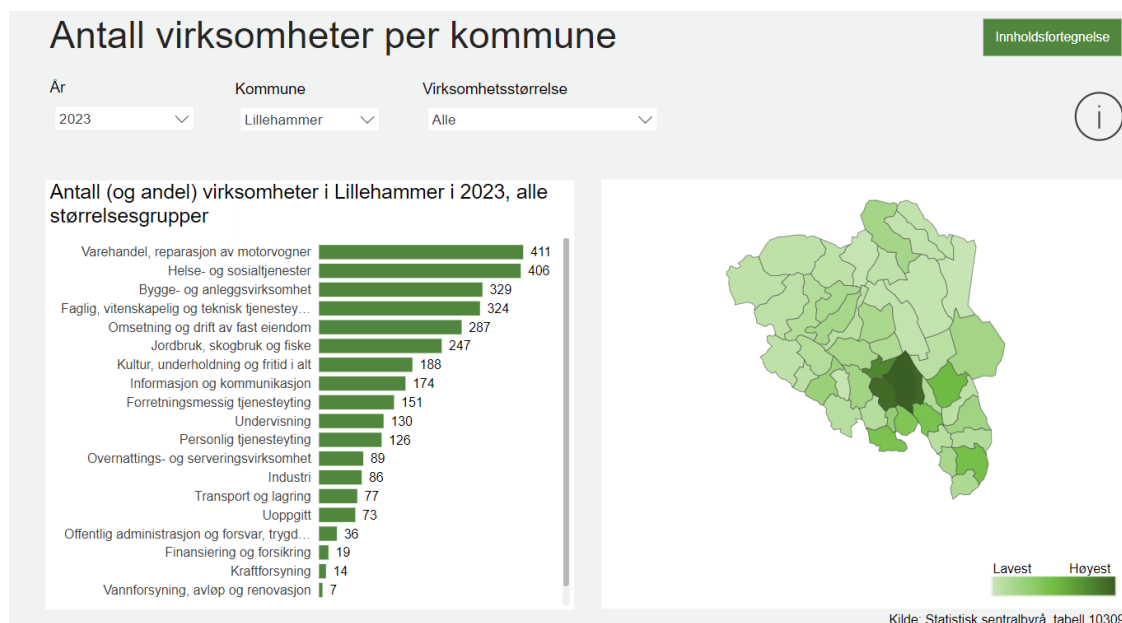 Antall virksomheter per kommune
Innholdsfortegnelse
År
Kommune
Virksomhetsstørrelse
2023
Lillehammer
Alle
i
Antall (og andel) virksomheter i Lillehammer i 2023, alle
størrelsesgrupper
Varehandel, reparasjon av motorvogner 411
Helse- og sosialtjenester 406
Bygge- og anleggsvirksomhet 329
Faglig, vitenskapelig og teknisk tjenestey... 324
Omsetning og drift av fast eiendom 287
Jordbruk, skogbruk og fiske 247
Kultur, underholdning og fritid i alt 188
Informasjon og kommunikasjon 174
Forretningsmessig tjenesteyting 151
Undervisning 130
Personlig tjenesteyting 126
Overnattings- og serveringsvirksomhet 89
Industri 86
Transport og lagring 77
Uoppgitt 73
Offentlig administrasjon og forsvar, trygd... 36
Finansiering og forsikring 19
Kraftforsyning 14
Vannforsyning, avløp og renovasjon 7
Lavest Høyest
Kilde: Statistisk sentralbyrå, tabell 10309